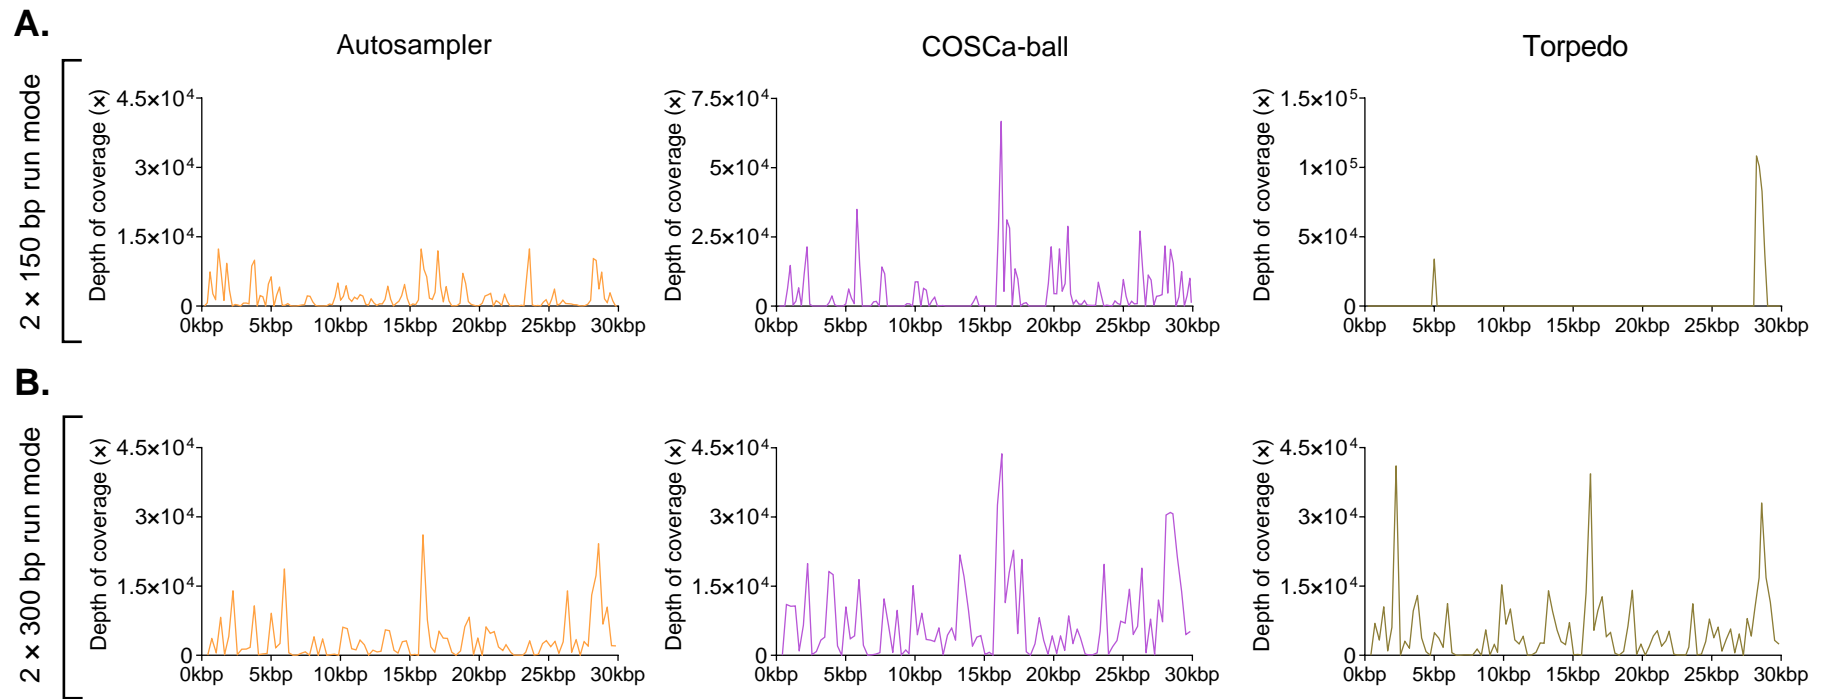 A.
Autosampler
COSCa-ball
Torpedo
2 × 150 bp run mode
Depth of coverage (×)
4.5×10⁴
3×10⁴
1.5×10⁴
0
0kbp 5kbp 10kbp 15kbp 20kbp 25kbp 30kbp
Depth of coverage (×)
7.5×10⁴
5×10⁴
2.5×10⁴
0
0kbp 5kbp 10kbp 15kbp 20kbp 25kbp 30kbp
Depth of coverage (×)
1.5×10⁵
1×10⁵
5×10⁴
0
0kbp 5kbp 10kbp 15kbp 20kbp 25kbp 30kbp
B.
2 × 300 bp run mode
Depth of coverage (×)
4.5×10⁴
3×10⁴
1.5×10⁴
0
0kbp 5kbp 10kbp 15kbp 20kbp 25kbp 30kbp
Depth of coverage (×)
4.5×10⁴
3×10⁴
1.5×10⁴
0
0kbp 5kbp 10kbp 15kbp 20kbp 25kbp 30kbp
Depth of coverage (×)
4.5×10⁴
3×10⁴
1.5×10⁴
0
0kbp 5kbp 10kbp 15kbp 20kbp 25kbp 30kbp